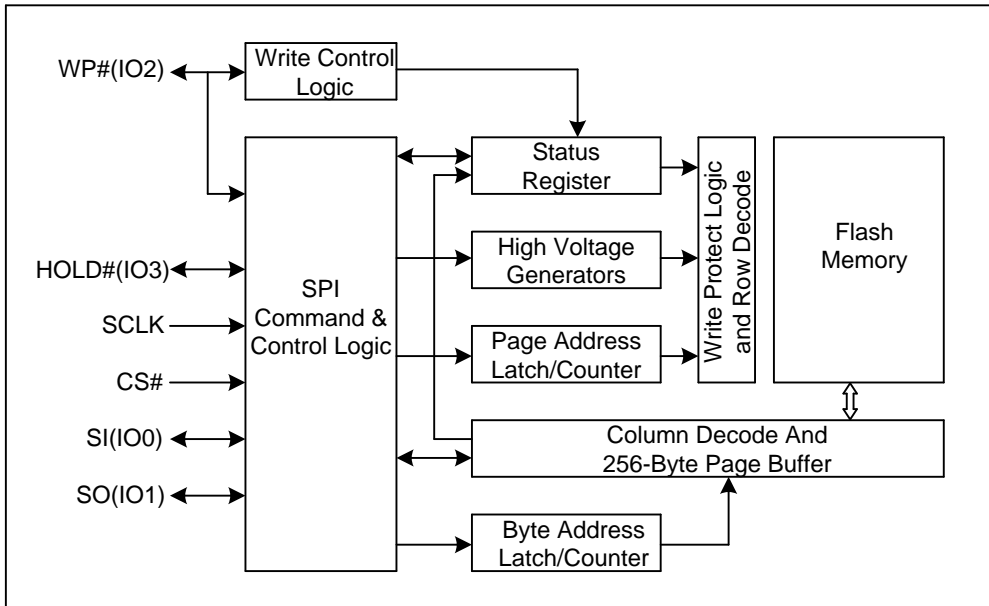 WP#(IO2)
Write Control
Logic
HOLD#(IO3)
SCLK
CS#
SI(IO0)
SO(IO1)
SPI
Command &
Control Logic
Status
Register
High Voltage
Generators
Page Address
Latch/Counter
Write Protect Logic
and Row Decode
Flash
Memory
Column Decode And
256-Byte Page Buffer
Byte Address
Latch/Counter